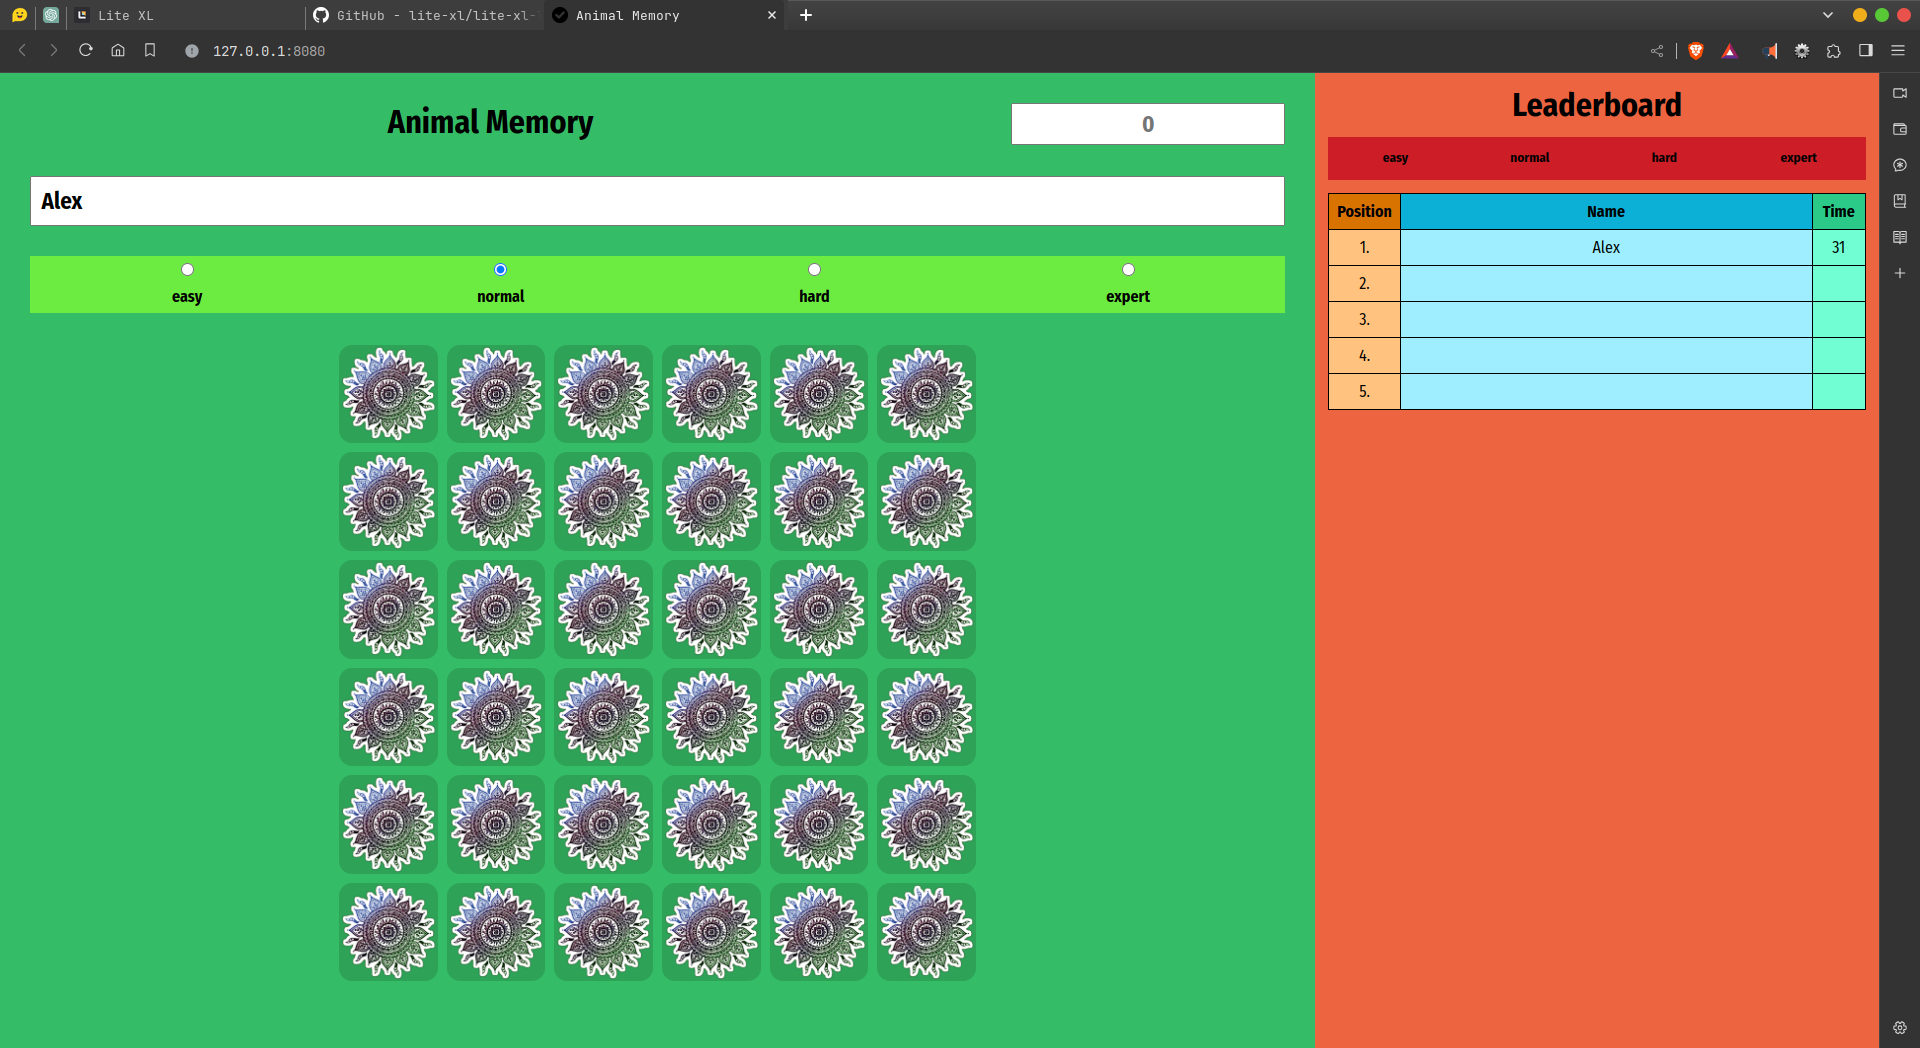 Lite XL
GitHub - lite-xl/lite-xl-
Animal Memory
127.0.0.1:8080
Animal Memory
0
Alex
easy
normal
hard
expert
Leaderboard
easy
normal
hard
expert
Position Name Time
1. Alex 31
2.
3.
4.
5.